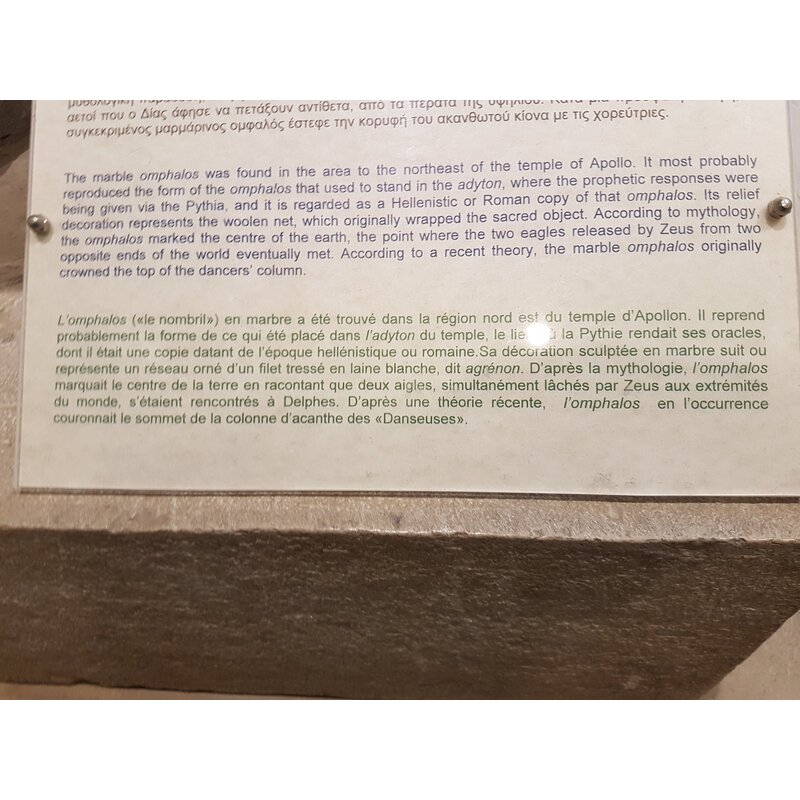 αετοί που ο Δίας άφησε να πετάξουν αντίθετα, από τα πέρατα της υφηλίου. Κατά μια
συγκεκριμένος μαρμάρινος ομφαλός έστεφε την κορυφή του ακανθωτού κίονα με τις χορεύτριες.
The marble omphalos was found in the area to the northeast of the temple of Apollo. It most probably
reproduced the form of the omphalos that used to stand in the adyton, where the prophetic responses were
being given via the Pythia, and it is regarded as a Hellenistic or Roman copy of that omphalos. Its relief
decoration represents the woolen net, which originally wrapped the sacred object. According to mythology,
the omphalos marked the centre of the earth, the point where the two eagles released by Zeus from two
opposite ends of the world eventually met. According to a recent theory, the marble omphalos originally
crowned the top of the dancers' column.
L'omphalos («le nombril») en marbre a été trouvé dans la région nord est du temple d'Apollon. Il reprend
probablement la forme de ce qui été placé dans l'adyton du temple, le la Pythie rendait ses oracles,
dont il était une copie datant de l'époque hellénistique ou romaine.Sa décoration sculptée en marbre suit ou
représente un réseau orné d'un filet tressé en laine blanche, dit agrénon. D'après la mythologie, l'omphalos
marquait le centre de la terre en racontant que deux aigles, simultanément lâchés par Zeus aux extrémités
du monde, s'étaient rencontrés à Delphes. D'après une théorie récente, l'omphalos en l'occurrence
couronnait le sommet de la colonne d'acanthe des «Danseuses».